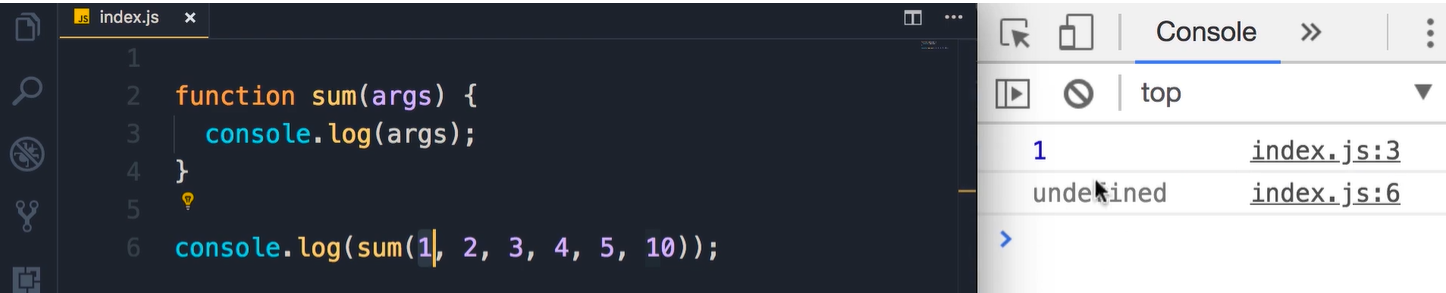 JS index.js ×
1
2 function sum(args) {
3 console.log(args);
4 }
5
6 console.log(sum(1, 2, 3, 4, 5, 10));
Console »
top
1 index.js:3
undefined index.js:6
>